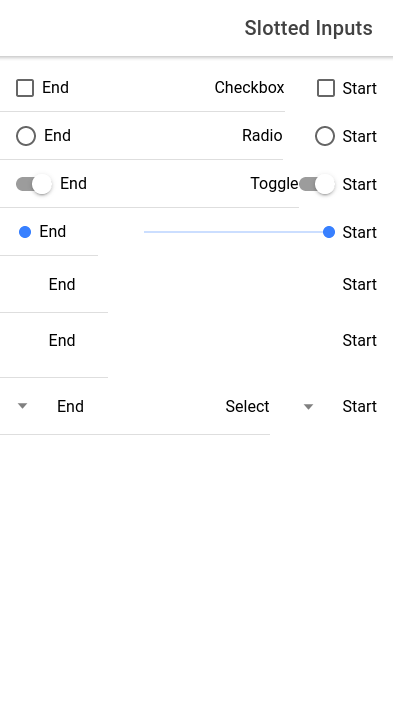 Slotted Inputs
Start Checkbox End
Start Radio End
Start Toggle End
Start End
Start End
Start End
Start Select End